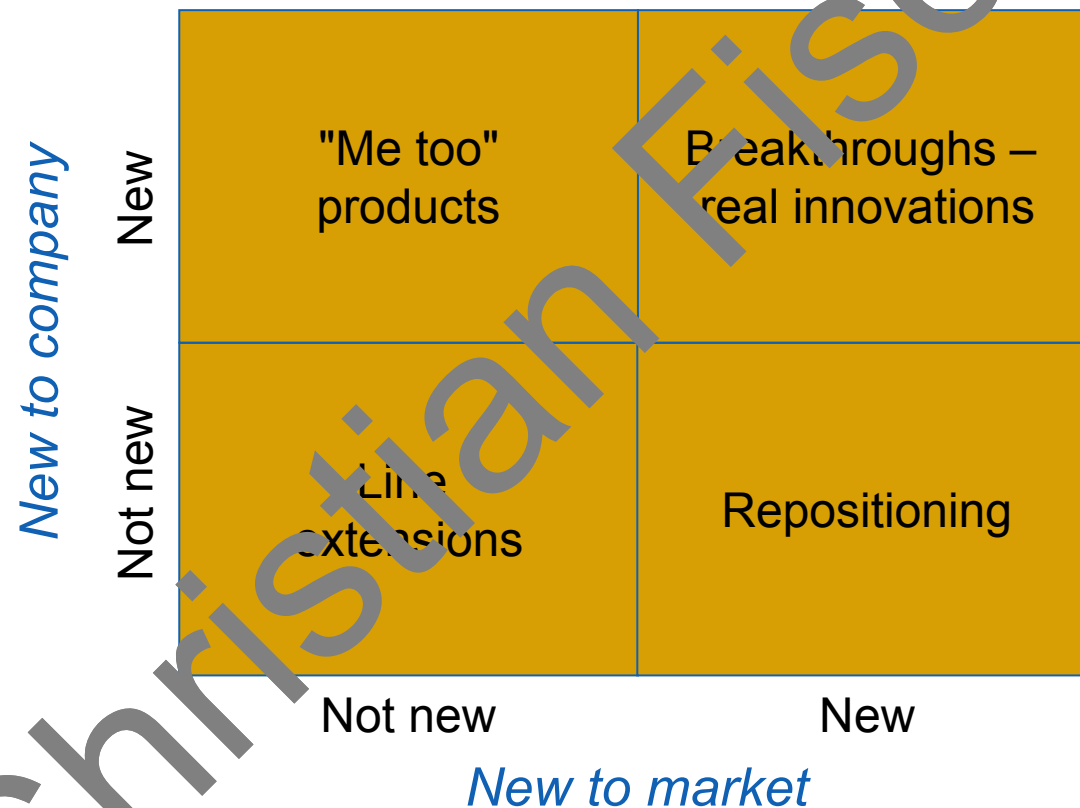 "Me too"
products
Breakthroughs –
real innovations
New
New to company
Not new
Line
extensions
Repositioning
Not new
New
New to market
Christian